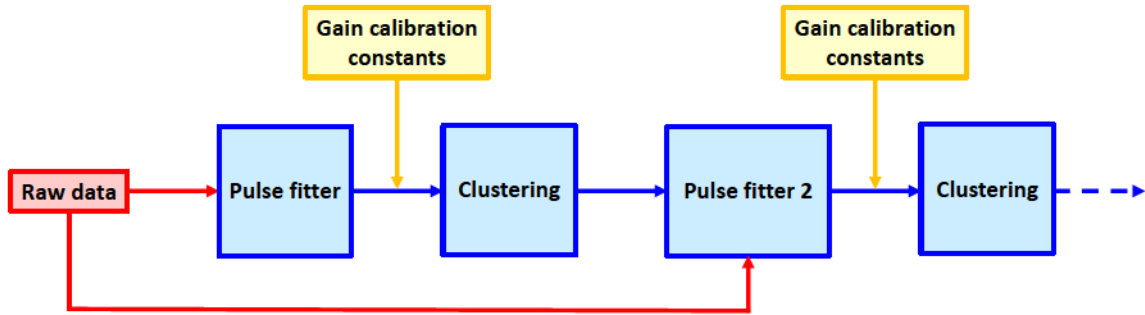 Gain calibration
constants
Gain calibration
constants
Raw data
Pulse fitter
Clustering
Pulse fitter 2
Clustering